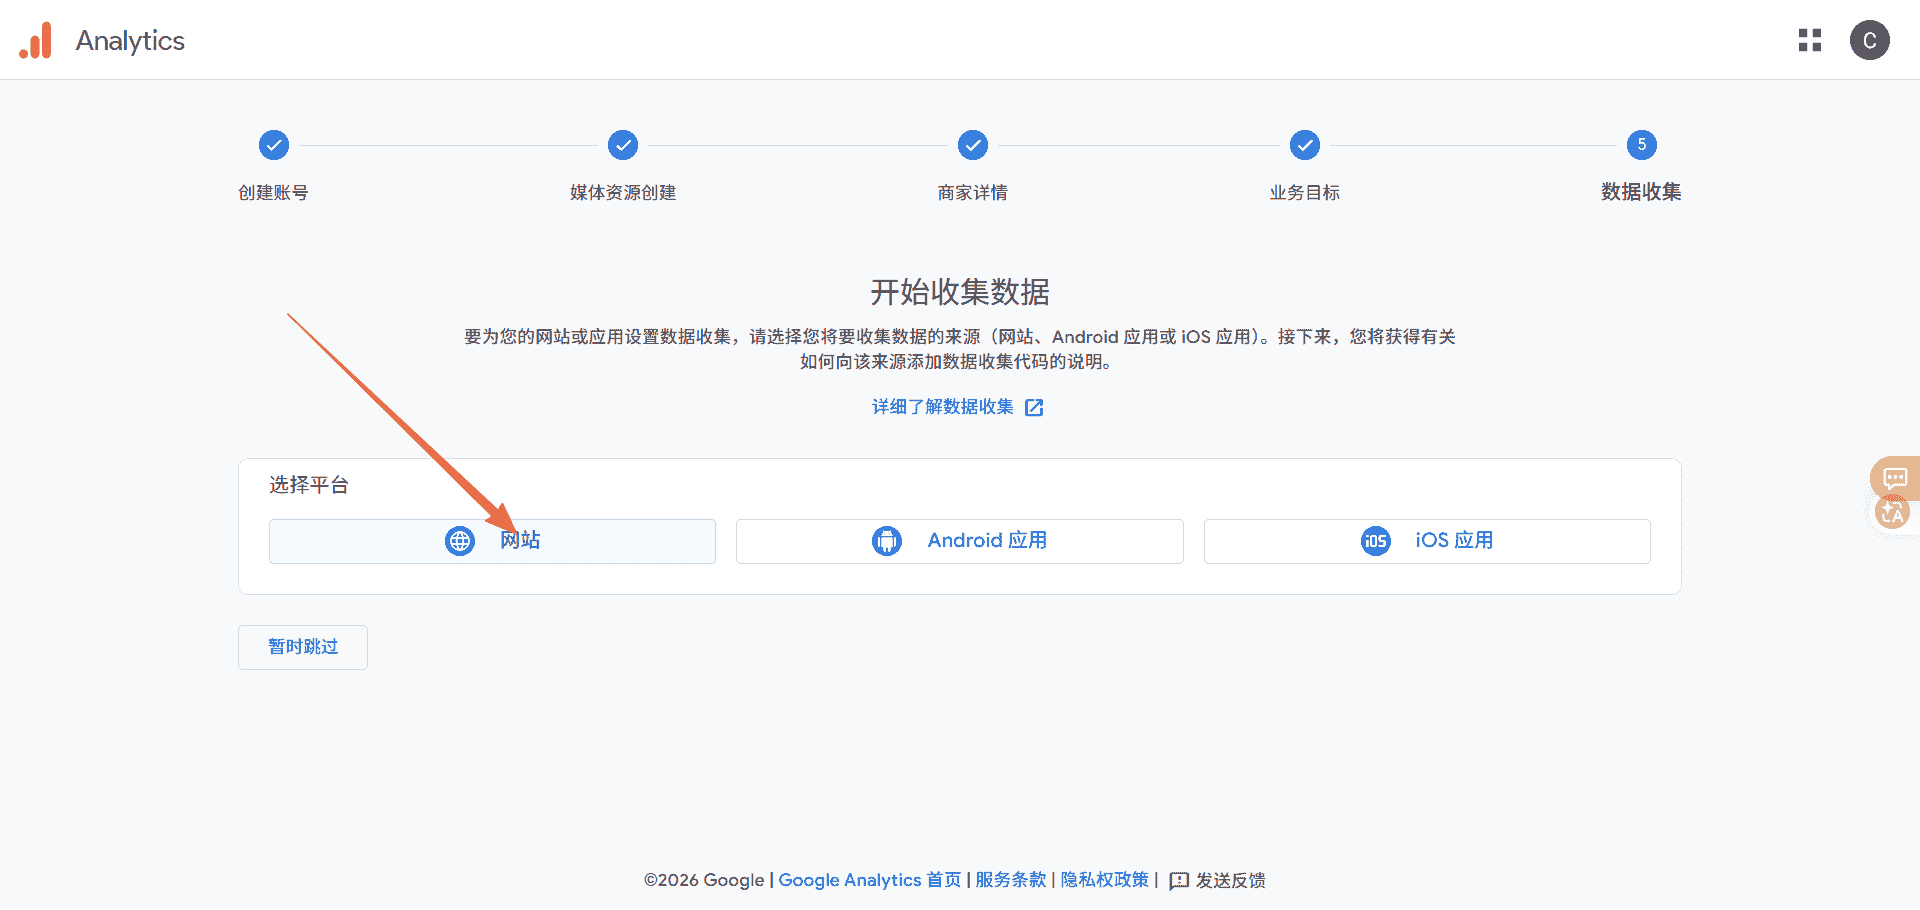 Analytics
C
5
创建账号
媒体资源创建
商家详情
业务目标
数据收集
开始收集数据
要为您的网站或应用设置数据收集，请选择您将要收集数据的来源（网站、Android 应用或 iOS 应用）。接下来，您将获得有关
如何向该来源添加数据收集代码的说明。
详细了解数据收集
选择平台
网站
Android 应用
iOS
iOS 应用
暂时跳过
©2026 Google | Google Analytics 首页 | 服务条款 | 隐私权政策 | 发送反馈